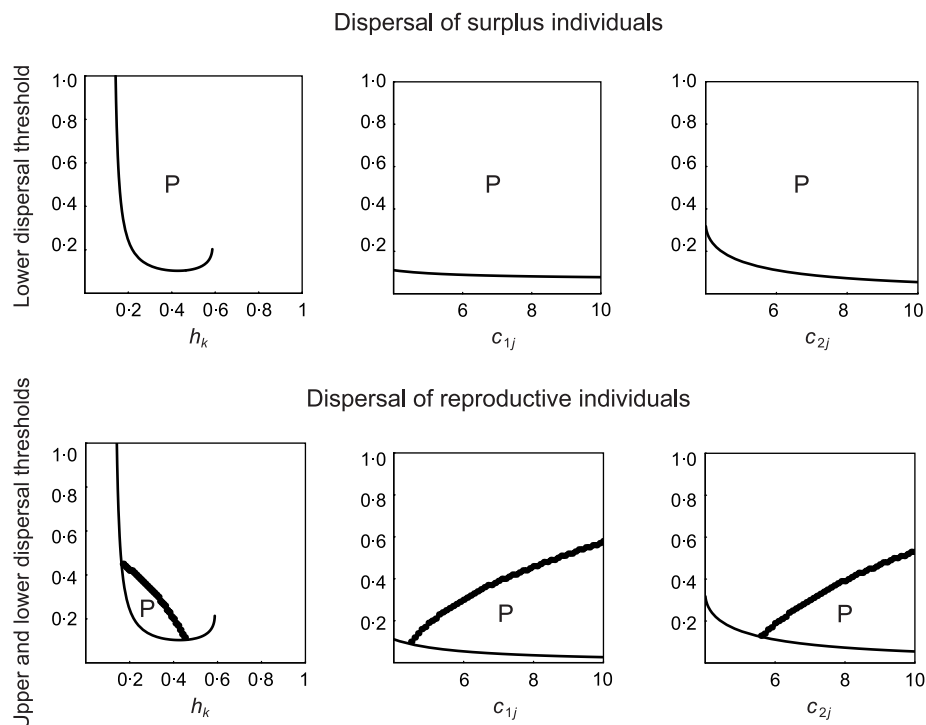 Dispersal of surplus individuals
Lower dispersal threshold
1·0
0·8
0·6
0·4
0·2
P
0·2 0·4 0·6 0·8 1
h_k
1·0
0·8
0·6
0·4
0·2
P
6 8 10
c_1j
1·0
0·8
0·6
0·4
0·2
P
6 8 10
c_2j
Dispersal of reproductive individuals
Upper and lower dispersal thresholds
1·0
0·8
0·6
0·4
0·2
P
0·2 0·4 0·6 0·8 1
h_k
1·0
0·8
0·6
0·4
0·2
P
6 8 10
c_1j
1·0
0·8
0·6
0·4
0·2
P
6 8 10
c_2j